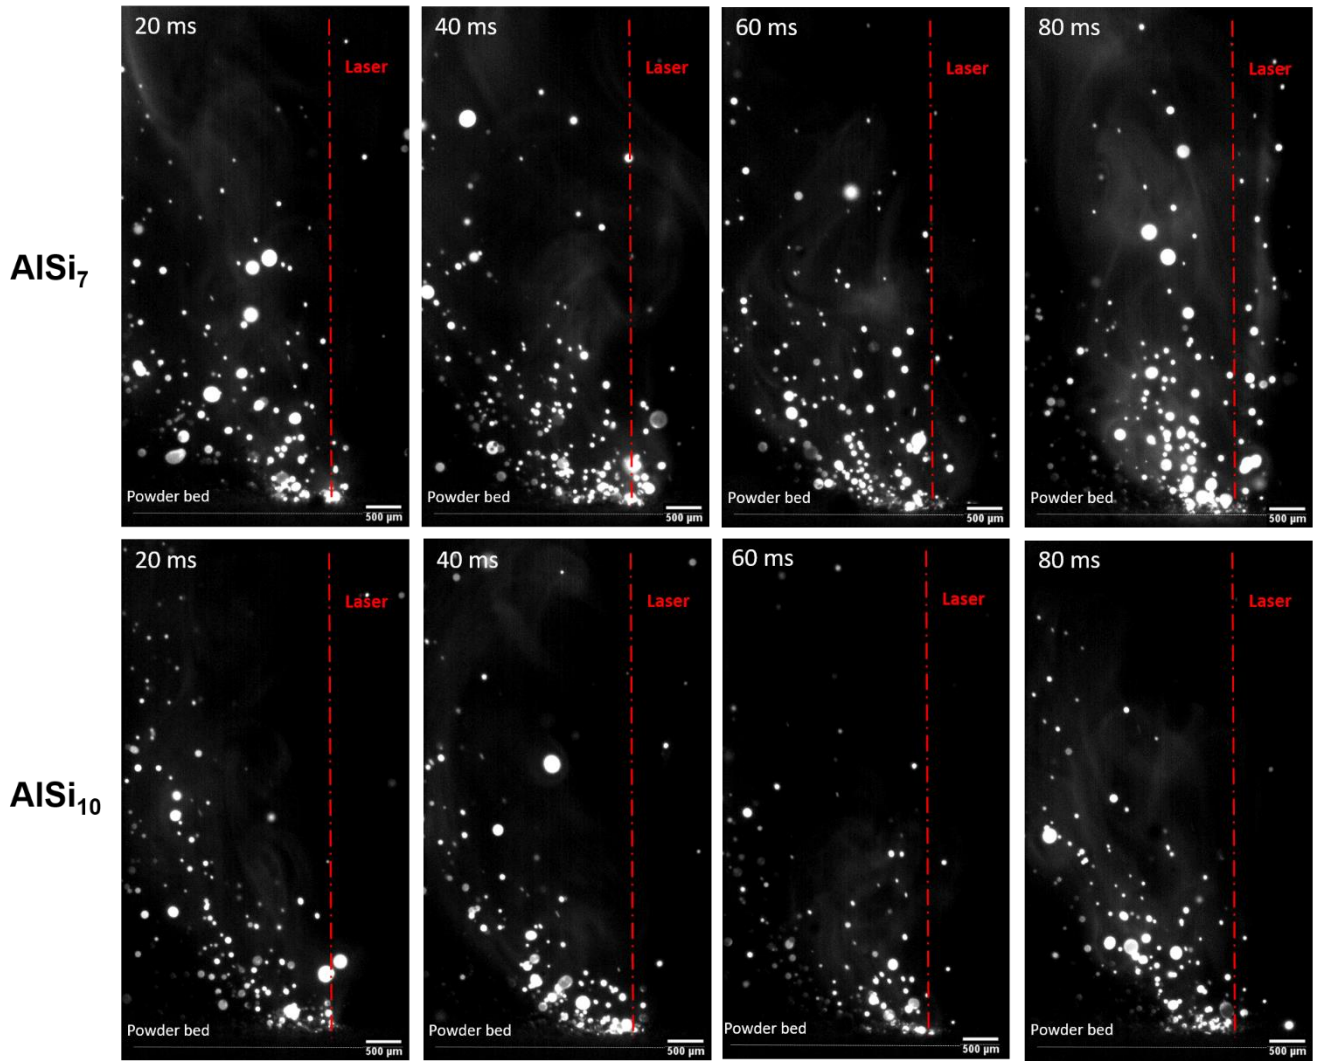 20 ms
40 ms
60 ms
80 ms
Laser
Laser
Laser
Laser
AlSi₇
Powder bed
500 µm
Powder bed
500 µm
Powder bed
500 µm
Powder bed
500 µm
20 ms
40 ms
60 ms
80 ms
Laser
Laser
Laser
Laser
AlSi₁₀
Powder bed
500 µm
Powder bed
500 µm
Powder bed
500 µm
Powder bed
500 µm